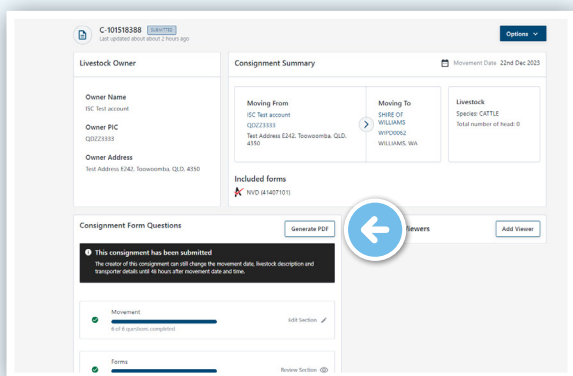 C-101518388 SUBMITTED
Last updated about about 2 hours ago
Options
Livestock Owner
Owner Name
ISC Test account
Owner PIC
QDZZ3333
Owner Address
Test Address E242, Toowoomba, QLD, 4350
Consignment Summary
Movement Date 22nd Dec 2023
Moving From
ISC Test account
QDZZ3333
Test Address E242, Toowoomba, QLD,
4350
Moving To
SHIRE OF
WILLIAMS
WIPD0062
WILLIAMS, WA
Livestock
Species: CATTLE
Total number of head: 0
Included forms
NVD (41407101)
Consignment Form Questions
Generate PDF
Viewers
Add Viewer
This consignment has been submitted
The creator of this consignment can still change the movement date, livestock description and
transporter details until 48 hours after movement date and time.
Movement
6 of 6 questions completed
Edit Section
Forms
Review Section